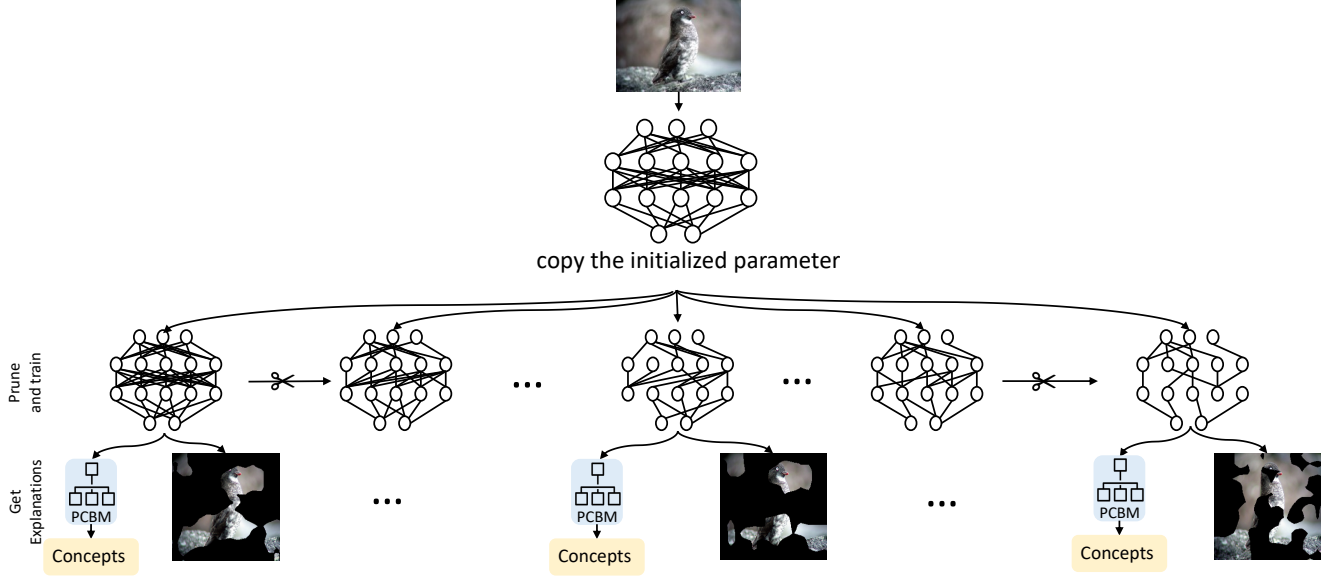 copy the initialized parameter
Prune
and train
...
...
Get
Explanations
PCBM
Concepts
...
PCBM
Concepts
...
PCBM
Concepts